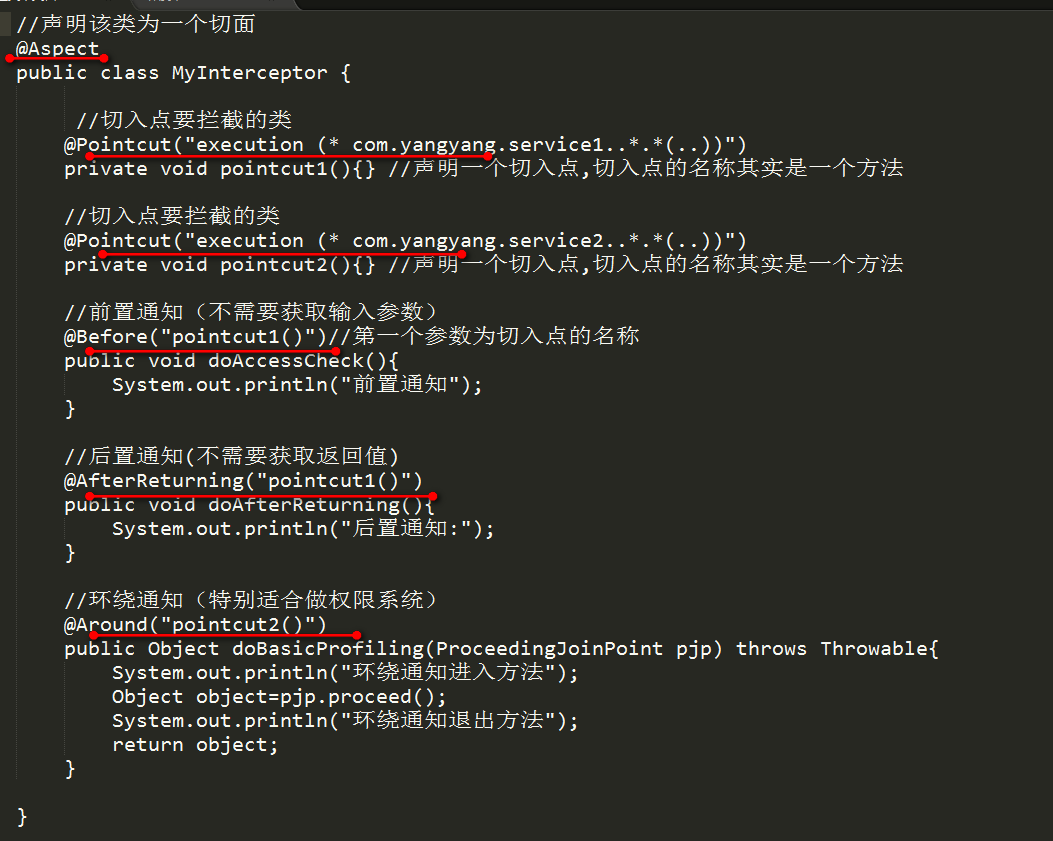 //声明该类为一个切面
@Aspect
public class MyInterceptor {
//切入点要拦截的类
@Pointcut("execution (* com.yangyang.service1..*.*(..))")
private void pointcut1(){} //声明一个切入点,切入点的名称其实是一个方法
//切入点要拦截的类
@Pointcut("execution (* com.yangyang.service2..*.*(..))")
private void pointcut2(){} //声明一个切入点,切入点的名称其实是一个方法
//前置通知（不需要获取输入参数）
@Before("pointcut1()")//第一个参数为切入点的名称
public void doAccessCheck(){
System.out.println("前置通知");
}
//后置通知(不需要获取返回值)
@AfterReturning("pointcut1()")
public void doAfterReturning(){
System.out.println("后置通知:");
}
//环绕通知（特别适合做权限系统）
@Around("pointcut2()")
public Object doBasicProfiling(ProceedingJoinPoint pjp) throws Throwable{
System.out.println("环绕通知进入方法");
Object object=pjp.proceed();
System.out.println("环绕通知退出方法");
return object;
}
}